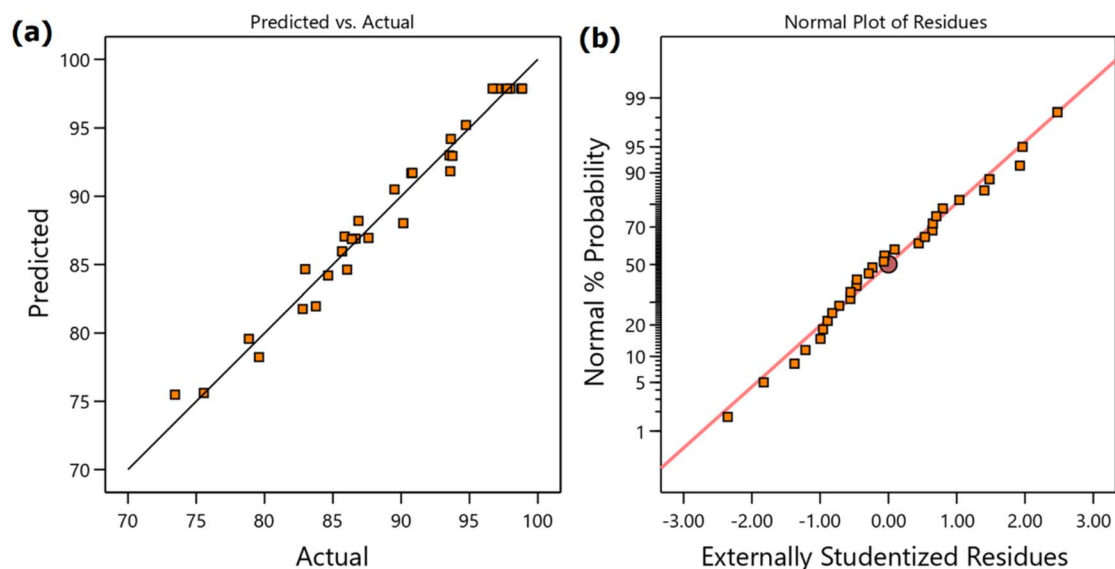 (a)
Predicted vs. Actual
100
95
90
85
80
75
70
Predicted
70 75 80 85 90 95 100
Actual
(b)
Normal Plot of Residues
99
95
90
70
50
20
10
5
1
Normal % Probability
-3.00 -2.00 -1.00 0.00 1.00 2.00 3.00
Externally Studentized Residues